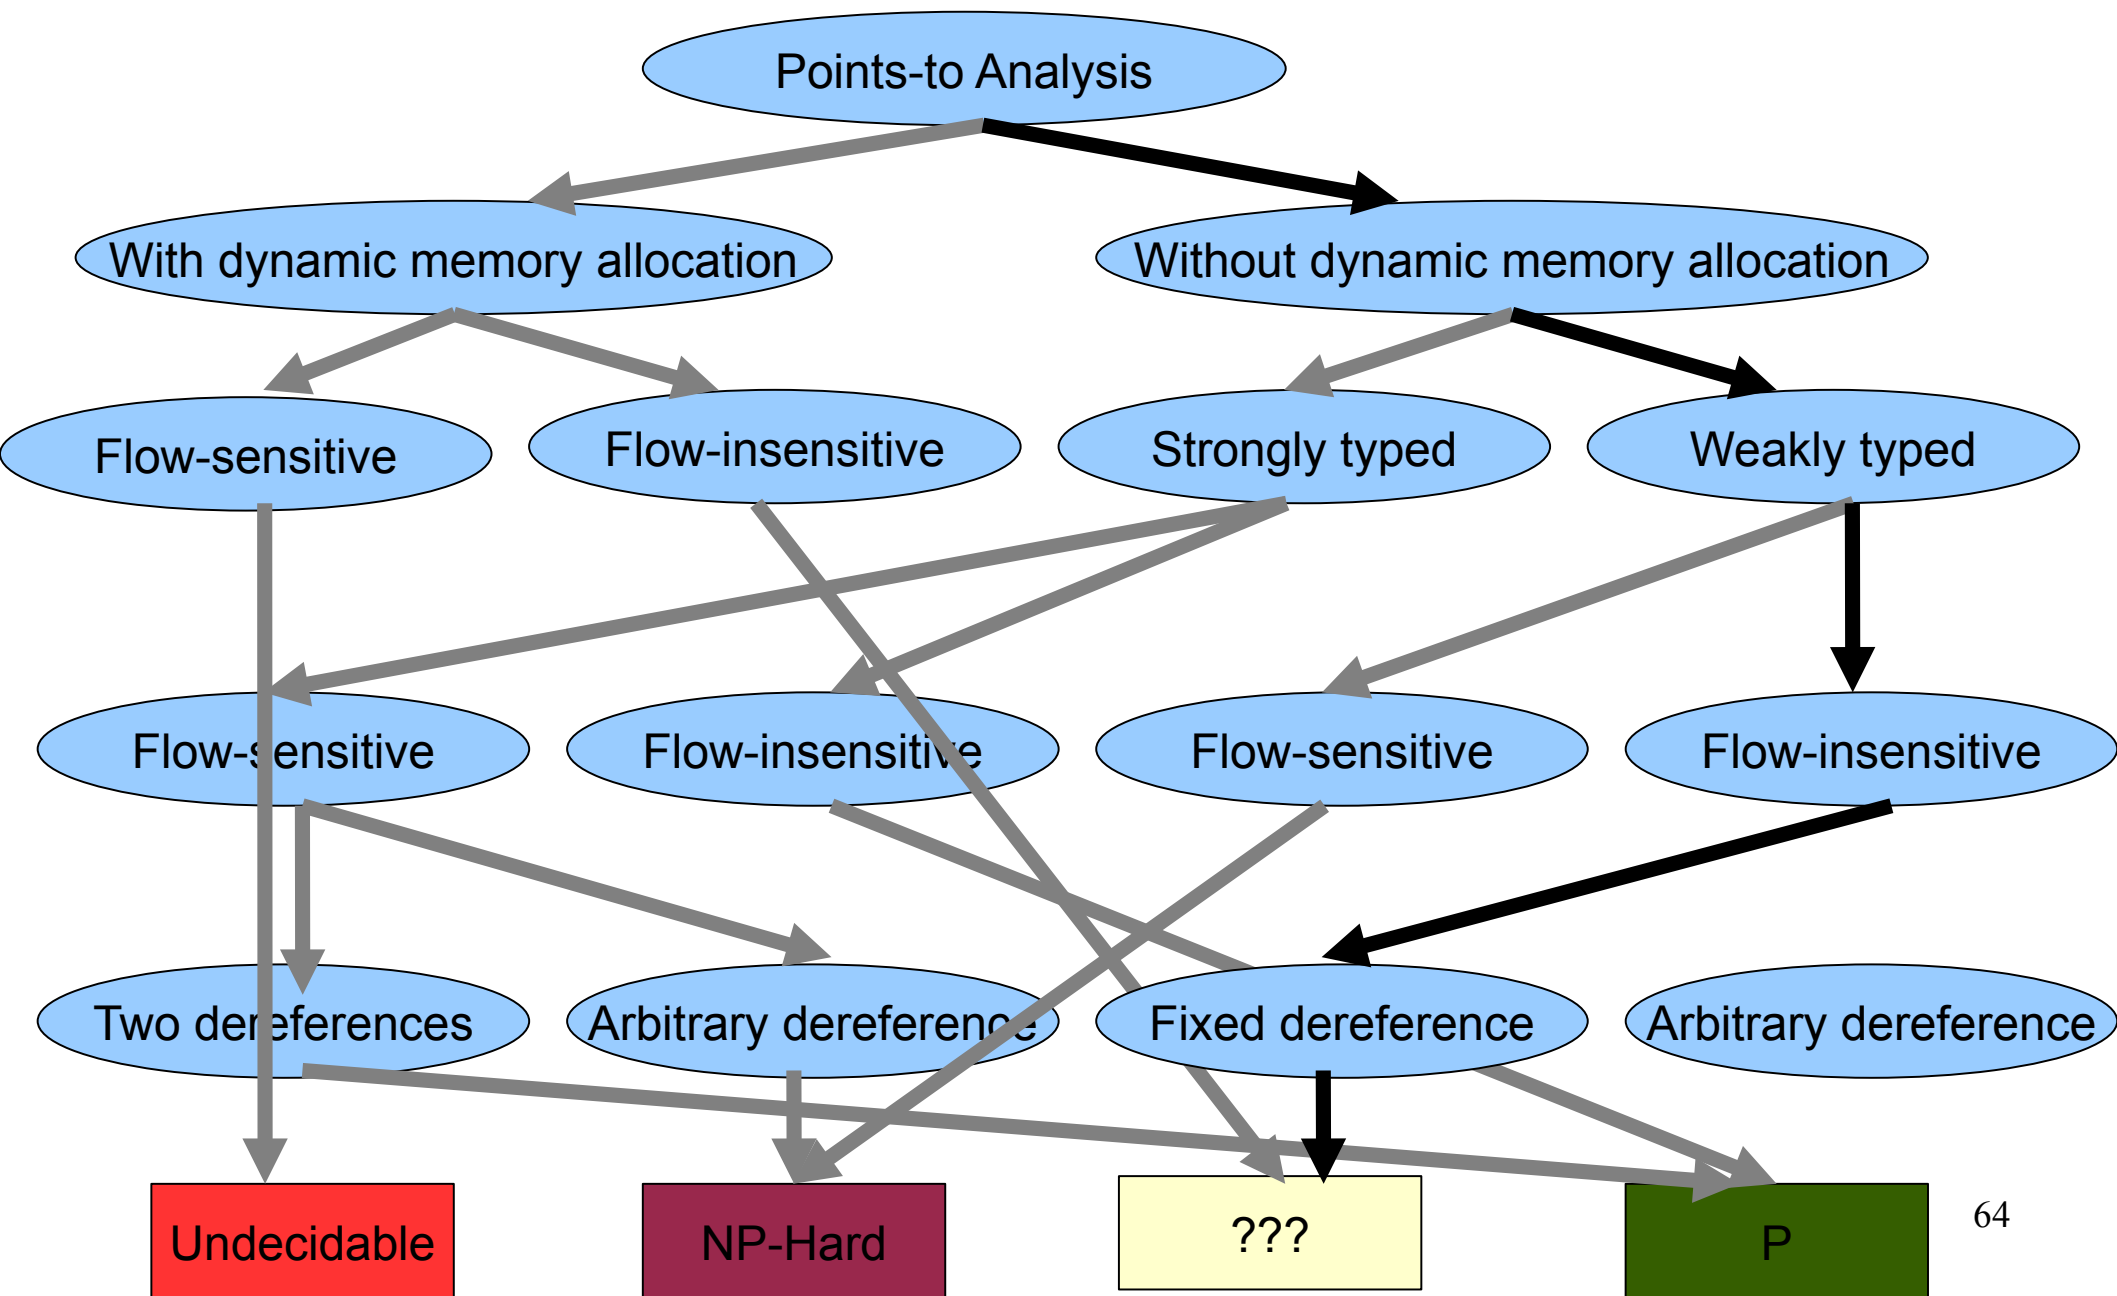 Points-to Analysis
With dynamic memory allocation
Without dynamic memory allocation
Flow-sensitive
Flow-insensitive
Strongly typed
Weakly typed
Flow-sensitive
Flow-insensitive
Flow-sensitive
Flow-insensitive
Two dereferences
Arbitrary dereference
Fixed dereference
Arbitrary dereference
Undecidable
NP-Hard
???
P
64